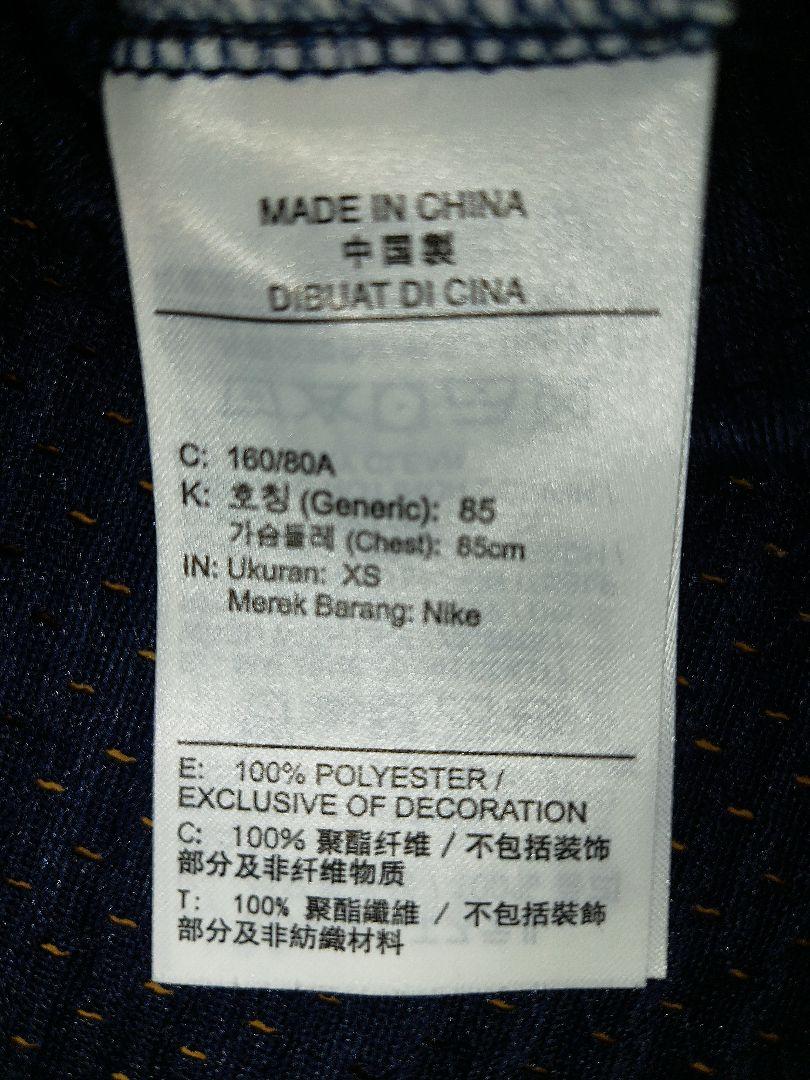 MADE IN CHINA
中国製
DIBUAT DI CINA
C: 160/80A
K: 호칭 (Generic): 85
가슴둘레 (Chest): 85cm
IN: Ukuran: XS
Merek Barang: Nike
E: 100% POLYESTER /
EXCLUSIVE OF DECORATION
C: 100% 聚酯纤维 / 不包括装饰
部分及非纤维物质
T: 100% 聚酯纖維 / 不包括裝飾
部分及非紡織材料